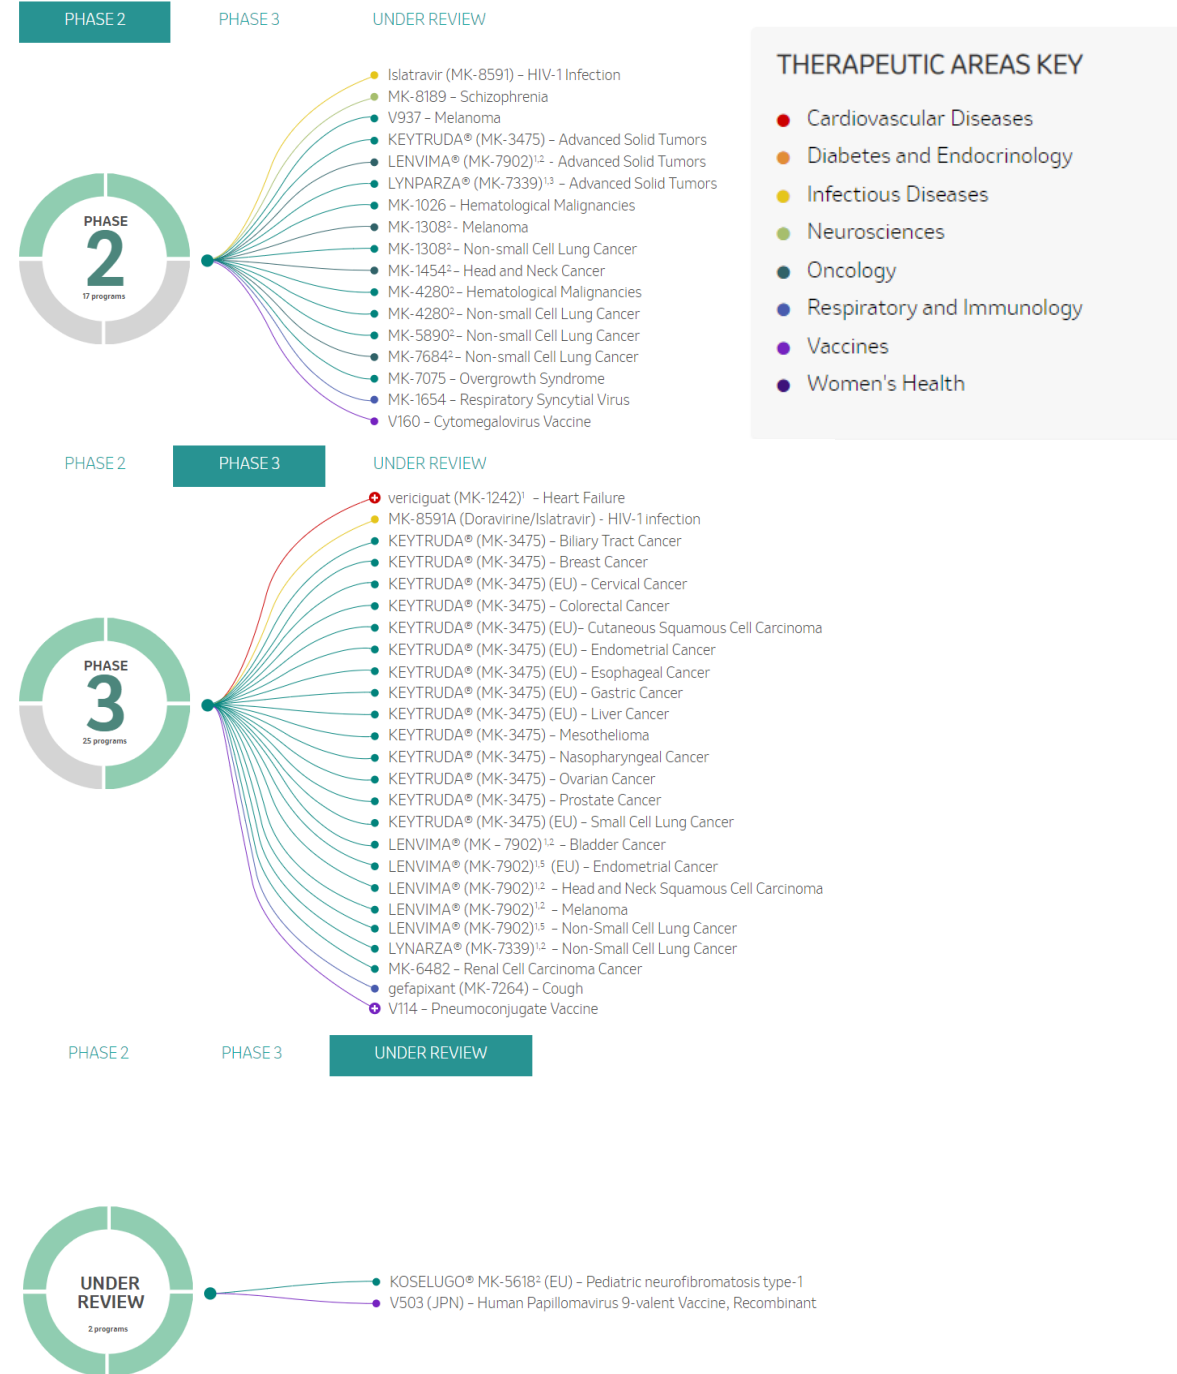 PHASE 2 PHASE 3 UNDER REVIEW
THERAPEUTIC AREAS KEY
Cardiovascular Diseases
Diabetes and Endocrinology
Infectious Diseases
Neurosciences
Oncology
Respiratory and Immunology
Vaccines
Women's Health
PHASE
2
17 programs
Islatravir (MK-8591) – HIV-1 Infection
MK-8189 – Schizophrenia
V937 – Melanoma
KEYTRUDA® (MK-3475) – Advanced Solid Tumors
LENVIMA® (MK-7902)¹,² - Advanced Solid Tumors
LYNPARZA® (MK-7339)¹,³ – Advanced Solid Tumors
MK-1026 – Hematological Malignancies
MK-1308² - Melanoma
MK-1308² – Non-small Cell Lung Cancer
MK-1454² – Head and Neck Cancer
MK-4280² – Hematological Malignancies
MK-4280² – Non-small Cell Lung Cancer
MK-5890² – Non-small Cell Lung Cancer
MK-7684² – Non-small Cell Lung Cancer
MK-7075 – Overgrowth Syndrome
MK-1654 – Respiratory Syncytial Virus
V160 – Cytomegalovirus Vaccine
PHASE 2 PHASE 3 UNDER REVIEW
PHASE
3
25 programs
vericiguat (MK-1242)¹ – Heart Failure
MK-8591A (Doravirine/Islatravir) - HIV-1 infection
KEYTRUDA® (MK-3475) – Biliary Tract Cancer
KEYTRUDA® (MK-3475) – Breast Cancer
KEYTRUDA® (MK-3475) (EU) – Cervical Cancer
KEYTRUDA® (MK-3475) – Colorectal Cancer
KEYTRUDA® (MK-3475) (EU)– Cutaneous Squamous Cell Carcinoma
KEYTRUDA® (MK-3475) (EU) – Endometrial Cancer
KEYTRUDA® (MK-3475) (EU) – Esophageal Cancer
KEYTRUDA® (MK-3475) (EU) – Gastric Cancer
KEYTRUDA® (MK-3475) (EU) – Liver Cancer
KEYTRUDA® (MK-3475) – Mesothelioma
KEYTRUDA® (MK-3475) – Nasopharyngeal Cancer
KEYTRUDA® (MK-3475) – Ovarian Cancer
KEYTRUDA® (MK-3475) – Prostate Cancer
KEYTRUDA® (MK-3475) (EU) – Small Cell Lung Cancer
LENVIMA® (MK – 7902)¹,² – Bladder Cancer
LENVIMA® (MK-7902)¹,⁵ (EU) – Endometrial Cancer
LENVIMA® (MK-7902)¹,² – Head and Neck Squamous Cell Carcinoma
LENVIMA® (MK-7902)¹,² – Melanoma
LENVIMA® (MK-7902)¹,⁵ – Non-Small Cell Lung Cancer
LYNARZA® (MK-7339)¹,² – Non-Small Cell Lung Cancer
MK-6482 – Renal Cell Carcinoma Cancer
gefapixant (MK-7264) – Cough
V114 – Pneumoconjugate Vaccine
PHASE 2 PHASE 3 UNDER REVIEW
UNDER
REVIEW
2 programs
KOSELUGO® MK-5618² (EU) – Pediatric neurofibromatosis type-1
V503 (JPN) – Human Papillomavirus 9-valent Vaccine, Recombinant